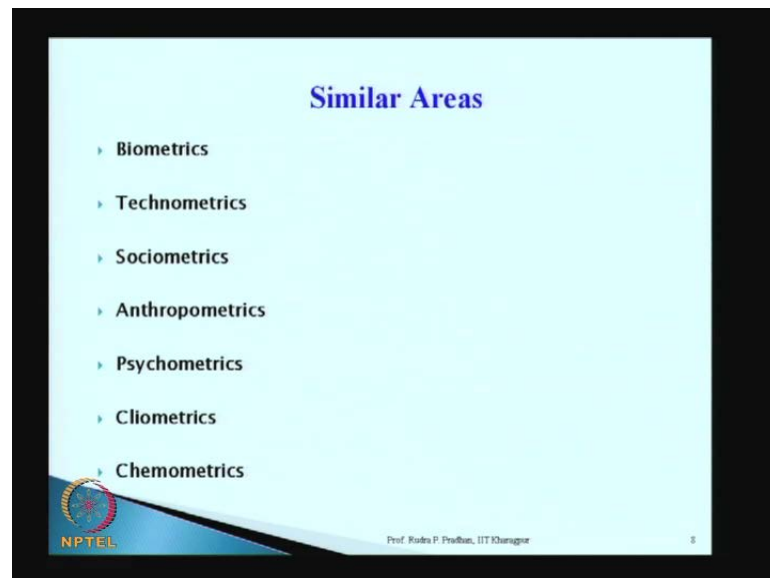 Similar Areas
Biometrics
Technometrics
Sociometrics
Anthropometrics
Psychometrics
Cliometrics
Chemometrics
NPTEL
Prof. Rudra P. Pradhan, IIT Kharagpur
8